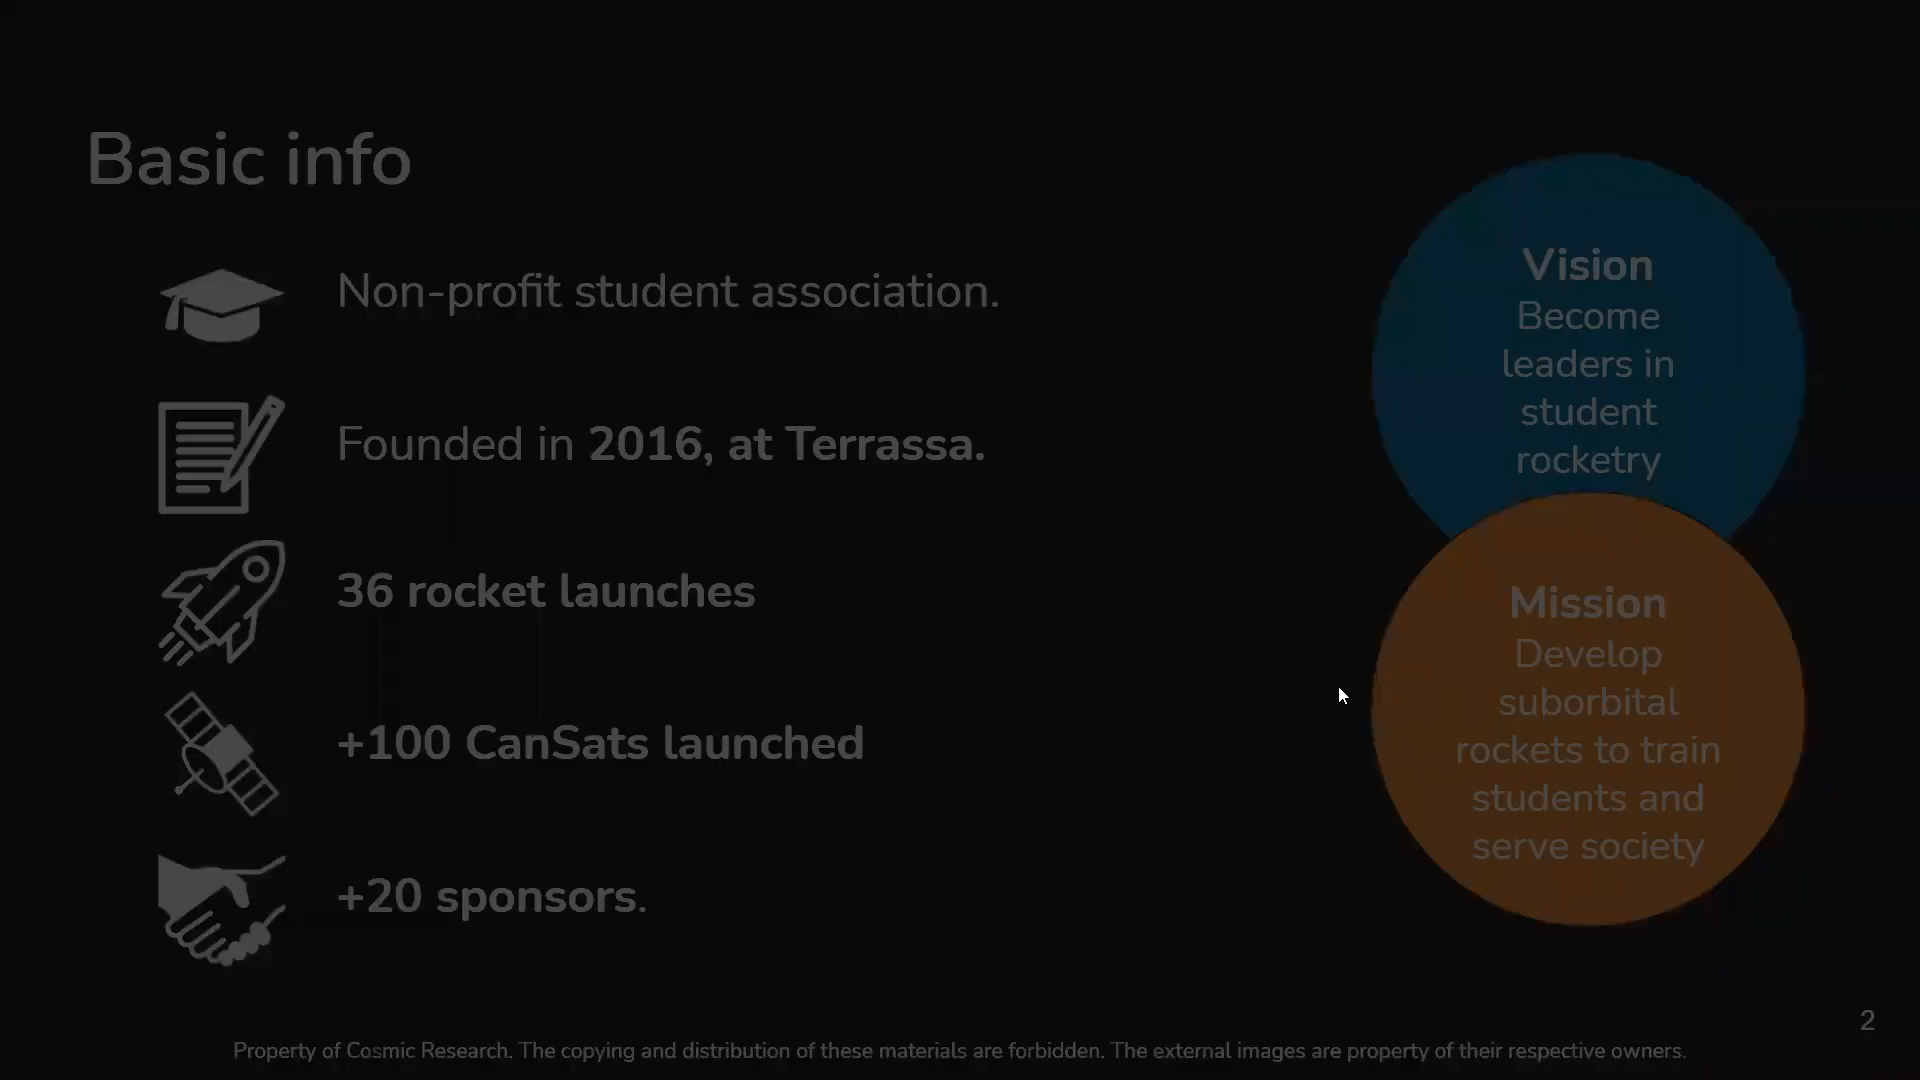 Basic info
Non-profit student association.
Founded in 2016, at Terrassa.
36 rocket launches
+100 CanSats launched
+20 sponsors.
Vision
Become
leaders in
student
rocketry
Mission
Develop
suborbital
rockets to train
students and
serve society
2
Property of Cosmic Research. The copying and distribution of these materials are forbidden. The external images are property of their respective owners.